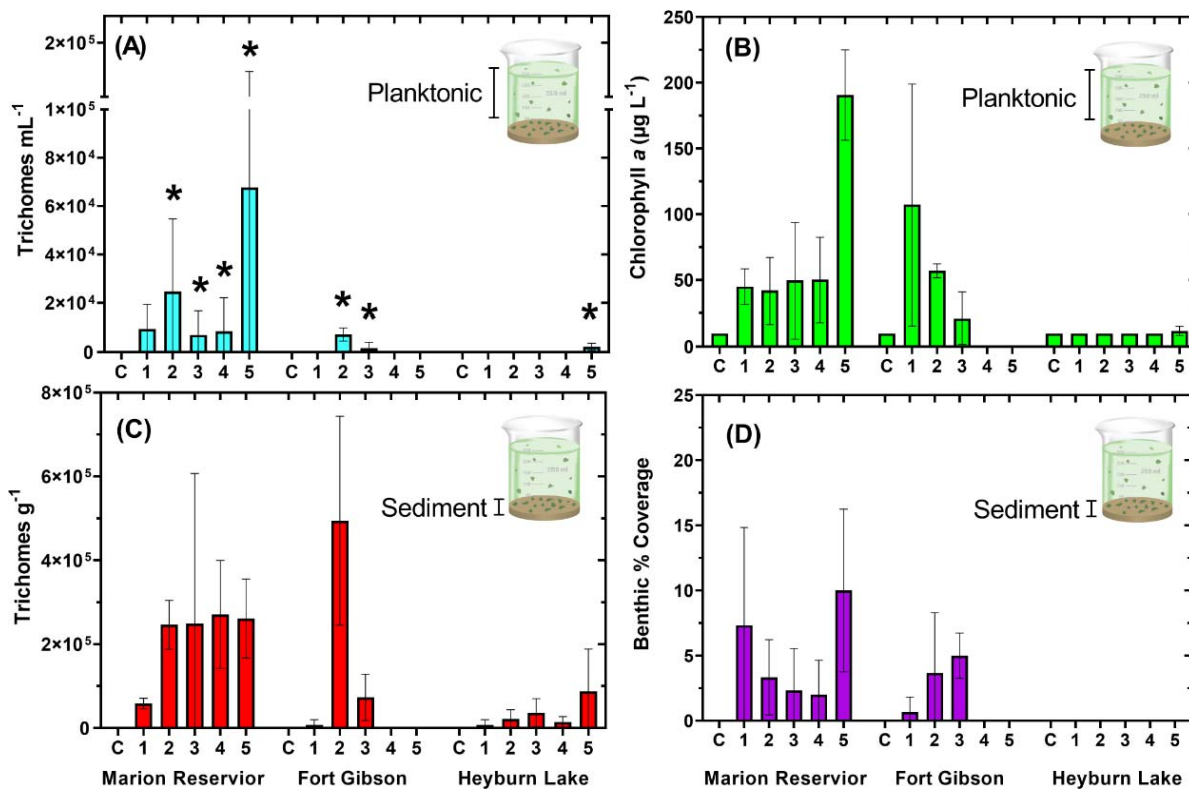 (A)
Planktonic
Trichomes mL⁻¹
2×10⁵
1×10⁵
8×10⁴
6×10⁴
4×10⁴
2×10⁴
0
* * * * * * *
C 1 2 3 4 5 C 1 2 3 4 5 C 1 2 3 4 5
(B)
Planktonic
Chlorophyll a (µg L⁻¹)
250
200
150
100
50
0
C 1 2 3 4 5 C 1 2 3 4 5 C 1 2 3 4 5
(C)
Sediment
Trichomes g⁻¹
8×10⁵
6×10⁵
4×10⁵
2×10⁵
0
C 1 2 3 4 5 C 1 2 3 4 5 C 1 2 3 4 5
Marion Reservior Fort Gibson Heyburn Lake
(D)
Sediment
Benthic % Coverage
25
20
15
10
5
0
C 1 2 3 4 5 C 1 2 3 4 5 C 1 2 3 4 5
Marion Reservior Fort Gibson Heyburn Lake